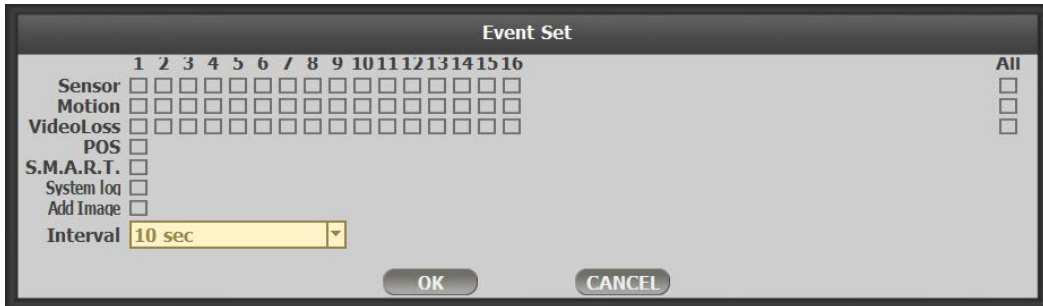 Event Set
1 2 3 4 5 6 7 8 9 10 11 12 13 14 15 16 All
Sensor
Motion
VideoLoss
POS
S.M.A.R.T.
System log
Add Image
Interval 10 sec
OK CANCEL